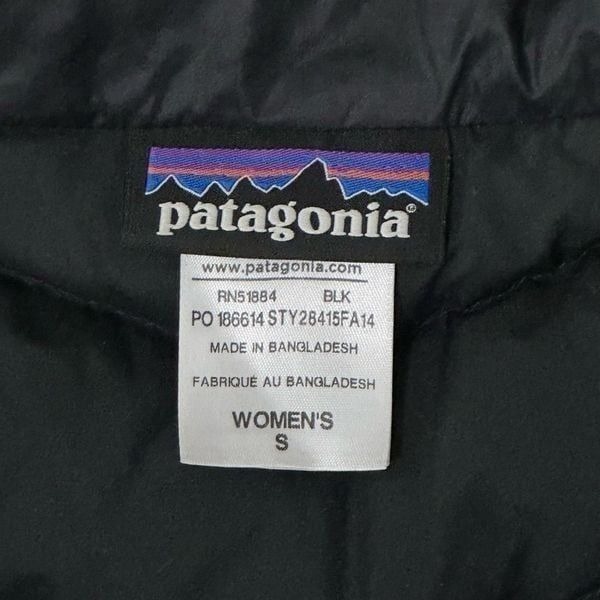 patagonia®
www.patagonia.com
RN51884 BLK
PO 186614 STY28415FA14
MADE IN BANGLADESH
FABRIQUÉ AU BANGLADESH
WOMEN'S
S